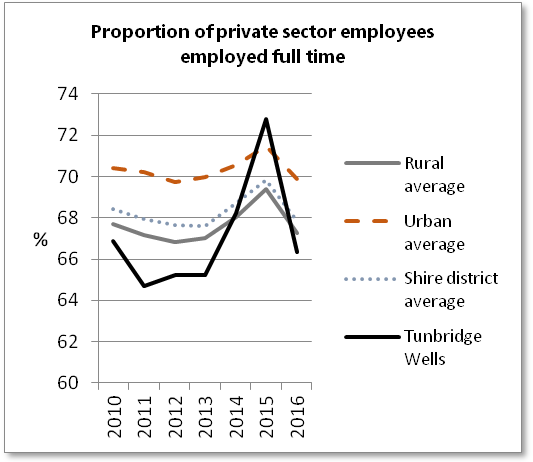 Proportion of private sector employees
employed full time
74
72
70
68
66
64
62
60
%
2010
2011
2012
2013
2014
2015
2016
Rural
average
Urban
average
Shire district
average
Tunbridge
Wells